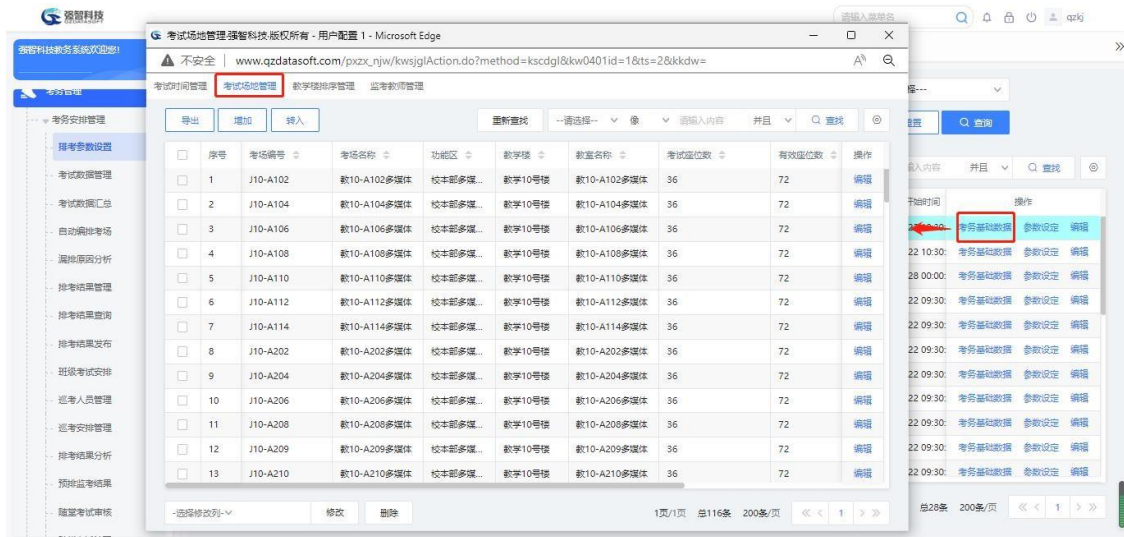 强智科技
请输入菜单名
qzkj
强智科技教务系统欢迎您!
考试场地管理-强智科技·版权所有 - 用户配置 1 - Microsoft Edge
不安全 | www.qzdatasoft.com/pxzx_njw/kwsjglAction.do?method=kscdgl&kw0401id=1&ts=2&kkdw=
考试时间管理 考试场地管理 教学楼排序管理 监考教师管理
考务管理
考务安排管理
排考参数设置
考试数据管理
考试数据汇总
自动编排考场
漏排原因分析
排考结果管理
排考结果查询
排考结果发布
班级考试安排
巡考人员管理
巡考安排管理
排考结果分析
预排监考结果
随堂考试审核
导出 增加 转入 重新查找 --请选择-- 像 请输入内容 并且 查找
序号 考场编号 考场名称 功能区 教学楼 教室名称 考试座位数 有效座位数 操作
1 J10-A102 教10-A102多媒体 校本部多媒... 教学10号楼 教10-A102多媒体 36 72 编辑
2 J10-A104 教10-A104多媒体 校本部多媒... 教学10号楼 教10-A104多媒体 36 72 编辑
3 J10-A106 教10-A106多媒体 校本部多媒... 教学10号楼 教10-A106多媒体 36 72 编辑
4 J10-A108 教10-A108多媒体 校本部多媒... 教学10号楼 教10-A108多媒体 36 72 编辑
5 J10-A110 教10-A110多媒体 校本部多媒... 教学10号楼 教10-A110多媒体 36 72 编辑
6 J10-A112 教10-A112多媒体 校本部多媒... 教学10号楼 教10-A112多媒体 36 72 编辑
7 J10-A114 教10-A114多媒体 校本部多媒... 教学10号楼 教10-A114多媒体 36 72 编辑
8 J10-A202 教10-A202多媒体 校本部多媒... 教学10号楼 教10-A202多媒体 36 72 编辑
9 J10-A204 教10-A204多媒体 校本部多媒... 教学10号楼 教10-A204多媒体 36 72 编辑
10 J10-A206 教10-A206多媒体 校本部多媒... 教学10号楼 教10-A206多媒体 36 72 编辑
11 J10-A208 教10-A208多媒体 校本部多媒... 教学10号楼 教10-A208多媒体 36 72 编辑
12 J10-A209 教10-A209多媒体 校本部多媒... 教学10号楼 教10-A209多媒体 36 72 编辑
13 J10-A210 教10-A210多媒体 校本部多媒... 教学10号楼 教10-A210多媒体 36 72 编辑
-选择修改列- 修改 删除 1页/1页 总116条 200条/页 1
择---
查询
输入内容 并且 查找
开始时间 操作
考务基础数据 参数设定 编辑
22 10:30: 考务基础数据 参数设定 编辑
28 00:00: 考务基础数据 参数设定 编辑
22 09:30: 考务基础数据 参数设定 编辑
22 09:30: 考务基础数据 参数设定 编辑
22 09:30: 考务基础数据 参数设定 编辑
22 09:30: 考务基础数据 参数设定 编辑
22 09:30: 考务基础数据 参数设定 编辑
22 09:30: 考务基础数据 参数设定 编辑
22 09:30: 考务基础数据 参数设定 编辑
总28条 200条/页 1